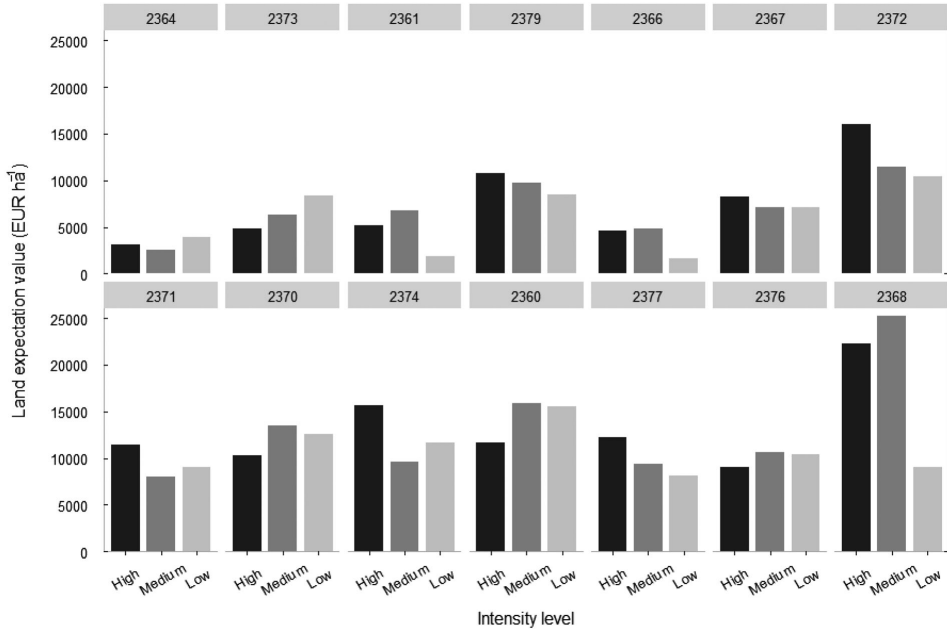 2364 2373 2361 2379 2366 2367 2372
25000
20000
15000
10000
5000
0
2371 2370 2374 2360 2377 2376 2368
25000
20000
15000
10000
5000
0
Land expectation value (EUR ha⁻¹)
High Medium Low High Medium Low High Medium Low High Medium Low High Medium Low High Medium Low High Medium Low
Intensity level